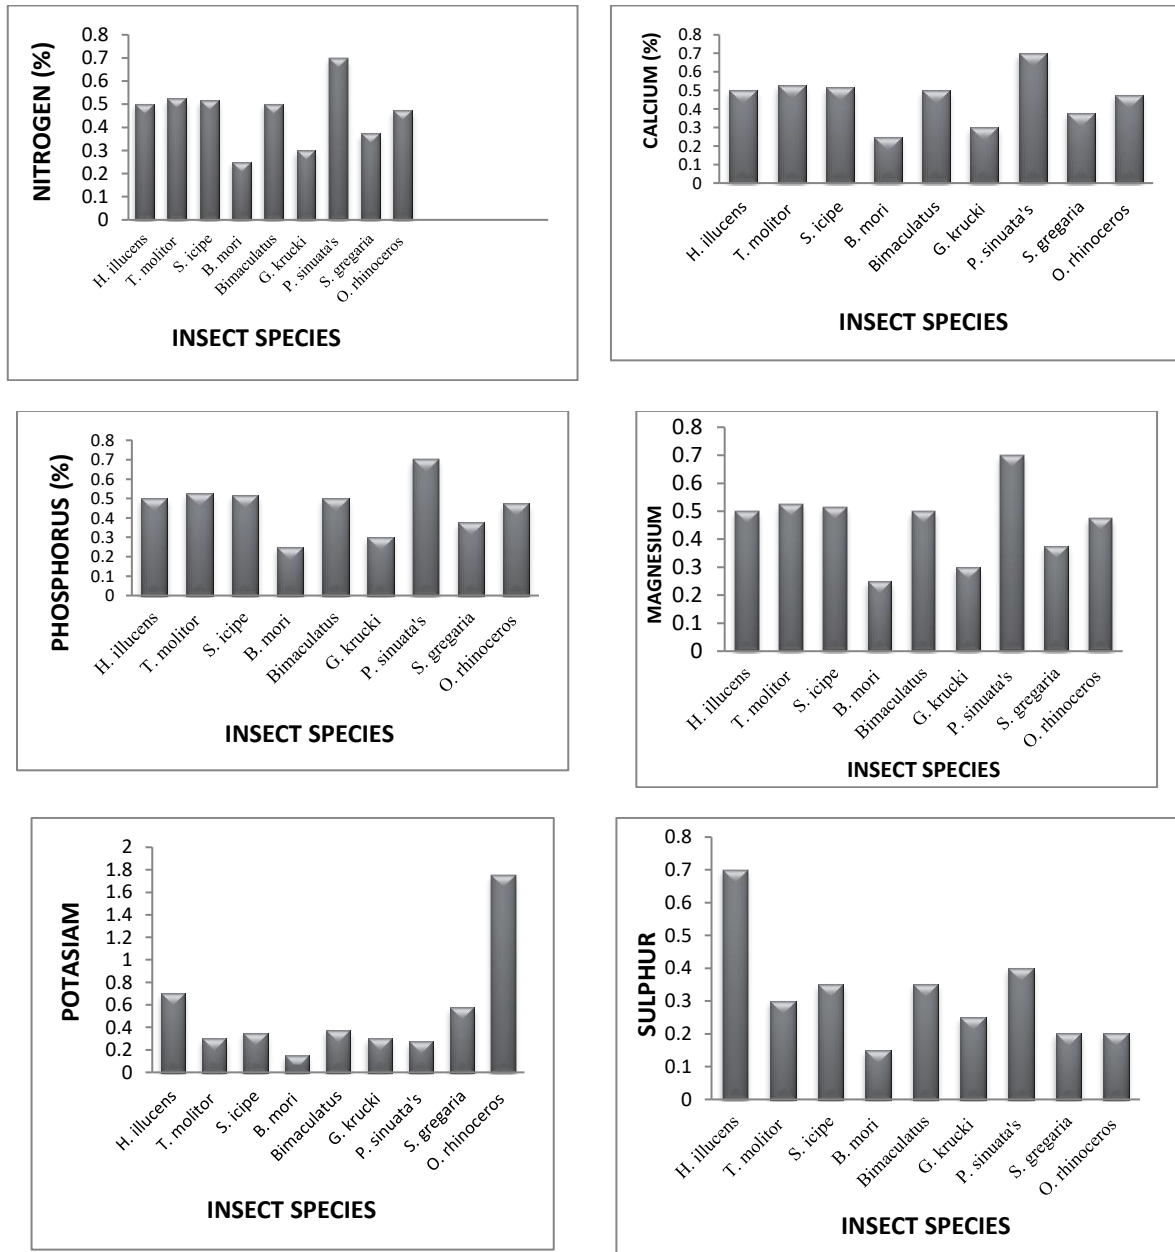 NITROGEN (%)
0.8
0.7
0.6
0.5
0.4
0.3
0.2
0.1
0
H. illucens
T. molitor
S. icipe
B. mori
Bimaculatus
G. krucki
P. sinuata's
S. gregaria
O. rhinoceros
INSECT SPECIES
CALCIUM (%)
0.8
0.7
0.6
0.5
0.4
0.3
0.2
0.1
0
H. illucens
T. molitor
S. icipe
B. mori
Bimaculatus
G. krucki
P. sinuata's
S. gregaria
O. rhinoceros
INSECT SPECIES
PHOSPHORUS (%)
0.8
0.7
0.6
0.5
0.4
0.3
0.2
0.1
0
H. illucens
T. molitor
S. icipe
B. mori
Bimaculatus
G. krucki
P. sinuata's
S. gregaria
O. rhinoceros
INSECT SPECIES
MAGNESIUM
0.8
0.7
0.6
0.5
0.4
0.3
0.2
0.1
0
H. illucens
T. molitor
S. icipe
B. mori
Bimaculatus
G. krucki
P. sinuata's
S. gregaria
O. rhinoceros
INSECT SPECIES
POTASIAM
2
1.8
1.6
1.4
1.2
1
0.8
0.6
0.4
0.2
0
H. illucens
T. molitor
S. icipe
B. mori
Bimaculatus
G. krucki
P. sinuata's
S. gregaria
O. rhinoceros
INSECT SPECIES
SULPHUR
0.8
0.7
0.6
0.5
0.4
0.3
0.2
0.1
0
H. illucens
T. molitor
S. icipe
B. mori
Bimaculatus
G. krucki
P. sinuata's
S. gregaria
O. rhinoceros
INSECT SPECIES